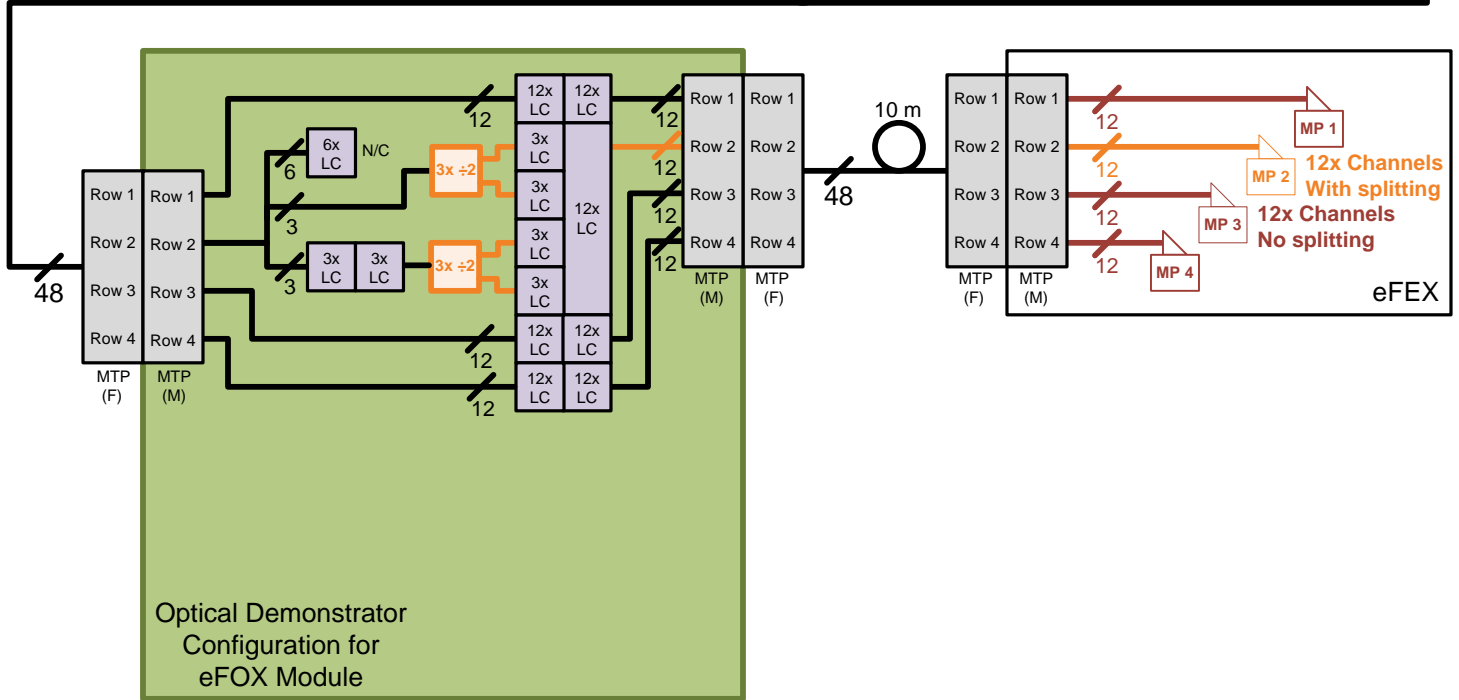 48
Row 1
Row 2
Row 3
Row 4
MTP
(F)
Row 1
Row 2
Row 3
Row 4
MTP
(M)
6
6x
LC
N/C
3
3
3x
LC
3x
LC
3x ÷2
3x ÷2
12
12
12
12x
LC
12x
LC
3x
LC
3x
LC
3x
LC
3x
LC
12x
LC
12x
LC
12x
LC
12x
LC
12x
LC
12
12
12
12
Row 1
Row 2
Row 3
Row 4
MTP
(M)
Row 1
Row 2
Row 3
Row 4
MTP
(F)
48
10 m
Row 1
Row 2
Row 3
Row 4
MTP
(F)
Row 1
Row 2
Row 3
Row 4
MTP
(M)
12
12
12
12
MP 1
MP 2
12x Channels
With splitting
MP 3
12x Channels
No splitting
MP 4
eFEX
Optical Demonstrator
Configuration for
eFOX Module